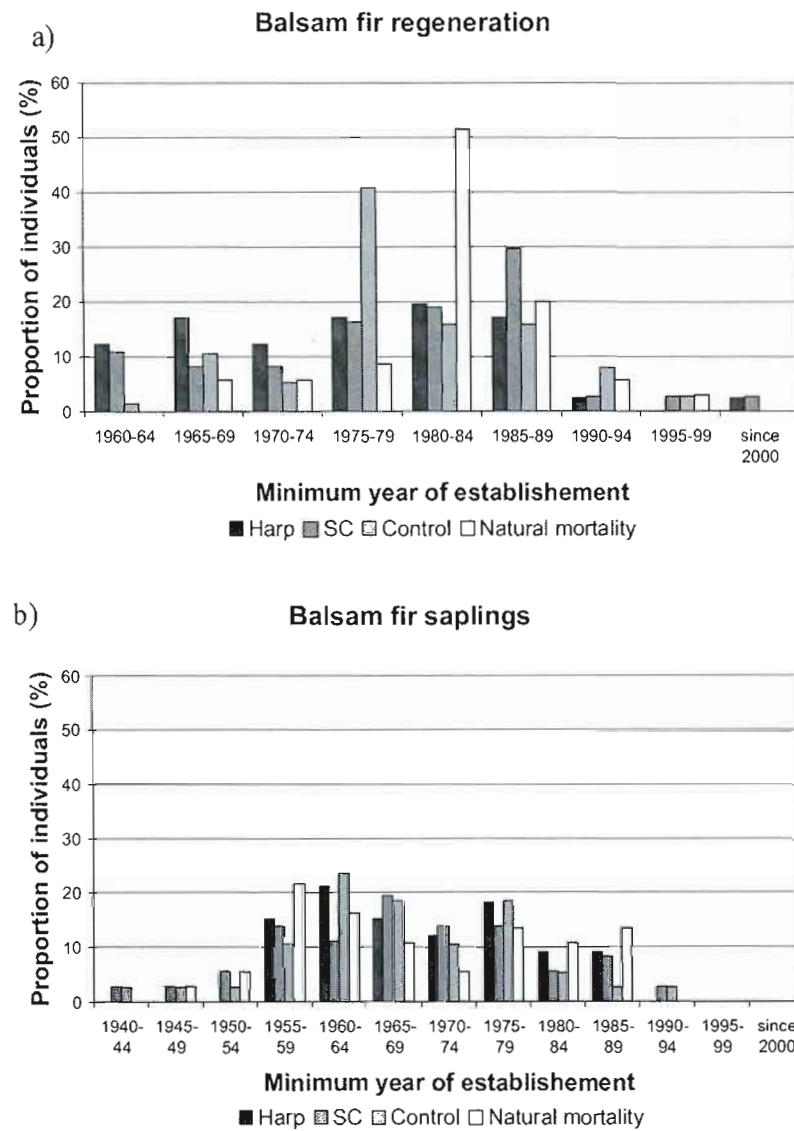 a)
Balsam fir regeneration
Proportion of individuals (%)
60
50
40
30
20
10
0
1960-64 1965-69 1970-74 1975-79 1980-84 1985-89 1990-94 1995-99 since
2000
Minimum year of establishement
Harp SC Control Natural mortality
b)
Balsam fir saplings
Proportion of individuals (%)
60
50
40
30
20
10
0
1940- 1945- 1950- 1955- 1960- 1965- 1970- 1975- 1980- 1985- 1990- 1995- since
44 49 54 59 64 69 74 79 84 89 94 99 2000
Minimum year of establishement
Harp SC Control Natural mortality